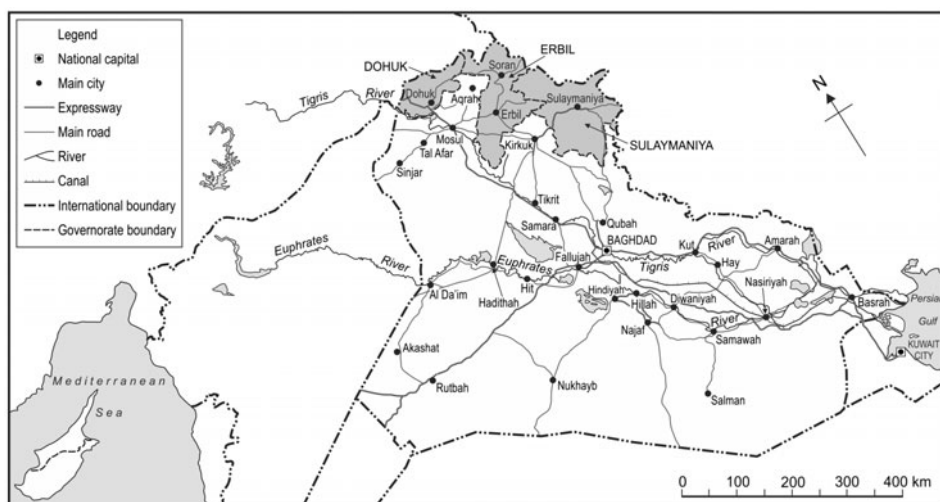 Legend
National capital
Main city
Expressway
Main road
River
Canal
International boundary
Governorate boundary
DOHUK
ERBIL
Soran
Dohuk
Aqrah
Tigris River
Erbil
Sulaymaniya
Mosul
Kirkuk
SULAYMANIYA
Tal Afar
Sinjar
N
Tikrit
Samara
Qubah
BAGHDAD
Kut
River
Amarah
Euphrates River
Euphrates
Fallujah
Tigris
Hay
Nasiriyah
Al Da'im
Hadithah
Hit
Hindiyah
Hillah
Diwaniyah
Basrah
Persian
Gulf
Najaf
River
Samawah
KUWAIT
CITY
Akashat
Rutbah
Nukhayb
Salman
Mediterranean
Sea
0 100 200 300 400 km